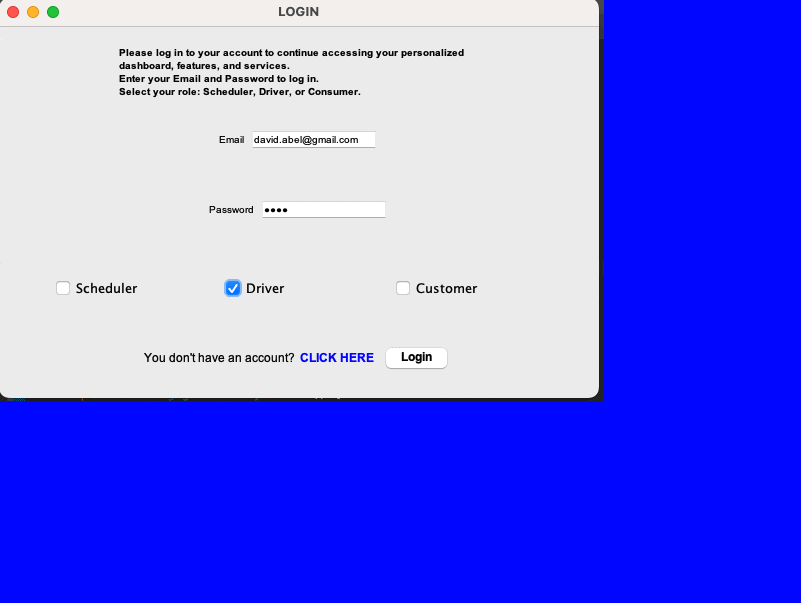 LOGIN
Please log in to your account to continue accessing your personalized
dashboard, features, and services.
Enter your Email and Password to log in.
Select your role: Scheduler, Driver, or Consumer.
Email david.abel@gmail.com
Password ••••
Scheduler Driver Customer
You don't have an account? CLICK HERE Login